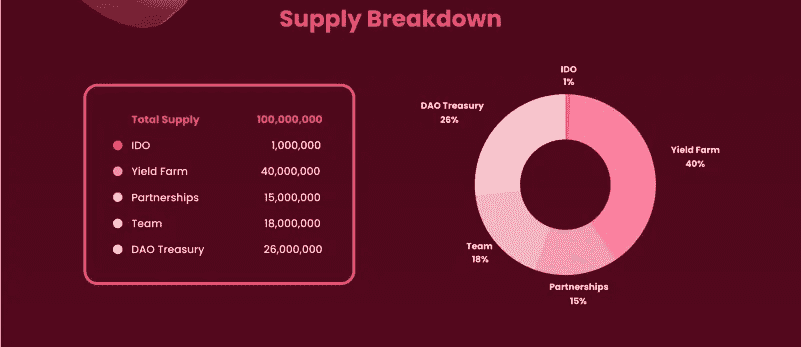 Supply Breakdown
Total Supply 100,000,000
IDO 1,000,000
Yield Farm 40,000,000
Partnerships 15,000,000
Team 18,000,000
DAO Treasury 26,000,000
IDO
1%
DAO Treasury
26%
Yield Farm
40%
Team
18%
Partnerships
15%